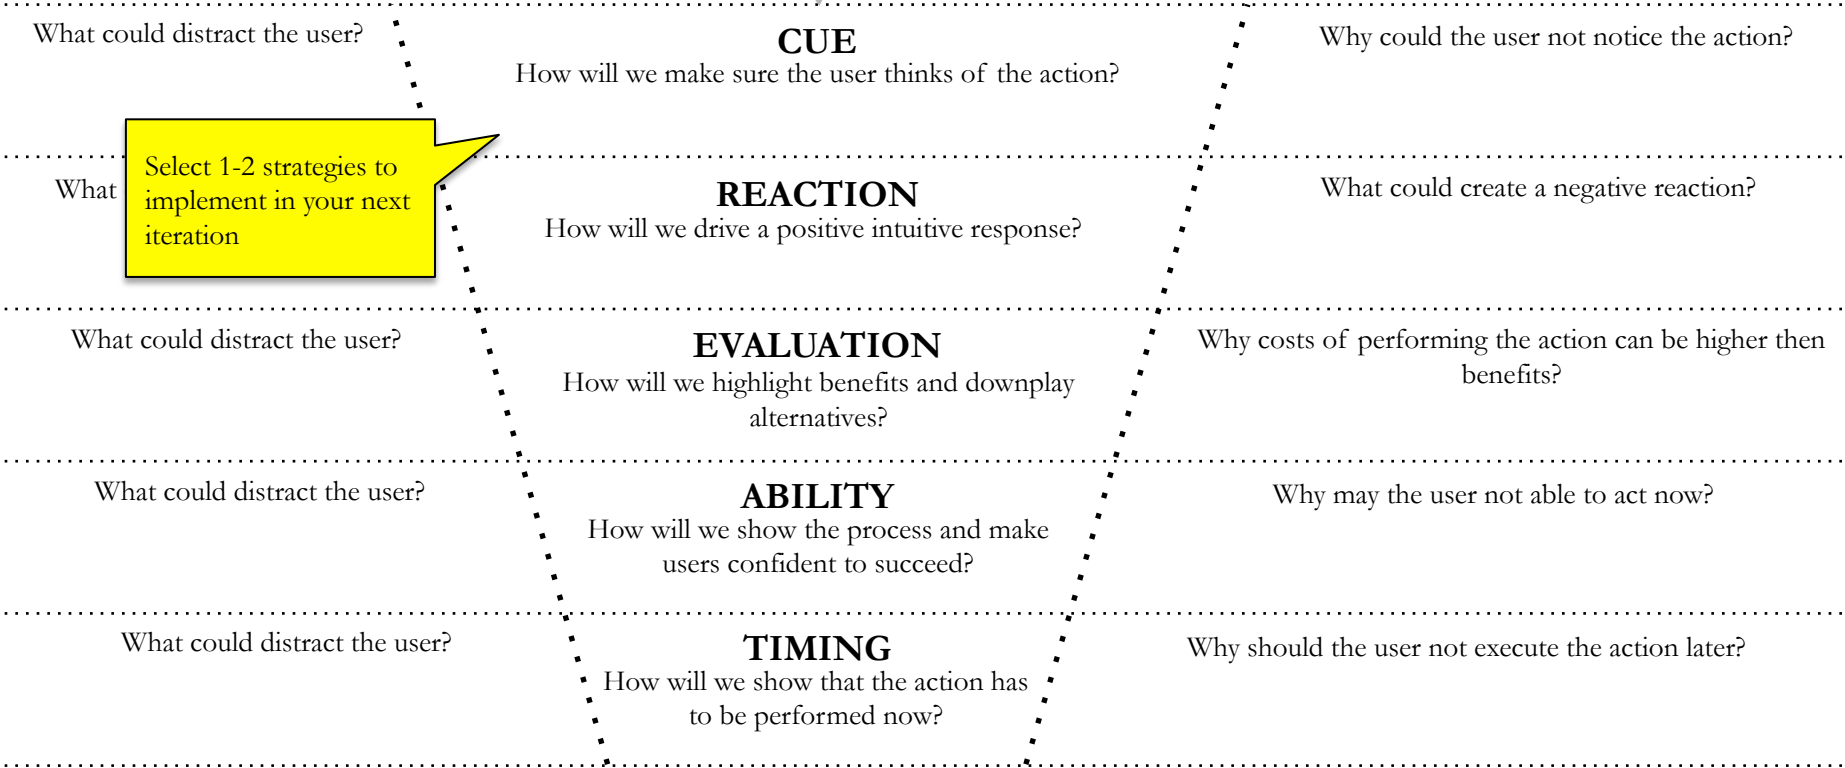 What could distract the user?
CUE
How will we make sure the user thinks of the action?
Why could the user not notice the action?
Select 1-2 strategies to
implement in your next
iteration
What
REACTION
How will we drive a positive intuitive response?
What could create a negative reaction?
What could distract the user?
EVALUATION
How will we highlight benefits and downplay
alternatives?
Why costs of performing the action can be higher then
benefits?
What could distract the user?
ABILITY
How will we show the process and make
users confident to succeed?
Why may the user not able to act now?
What could distract the user?
TIMING
How will we show that the action has
to be performed now?
Why should the user not execute the action later?